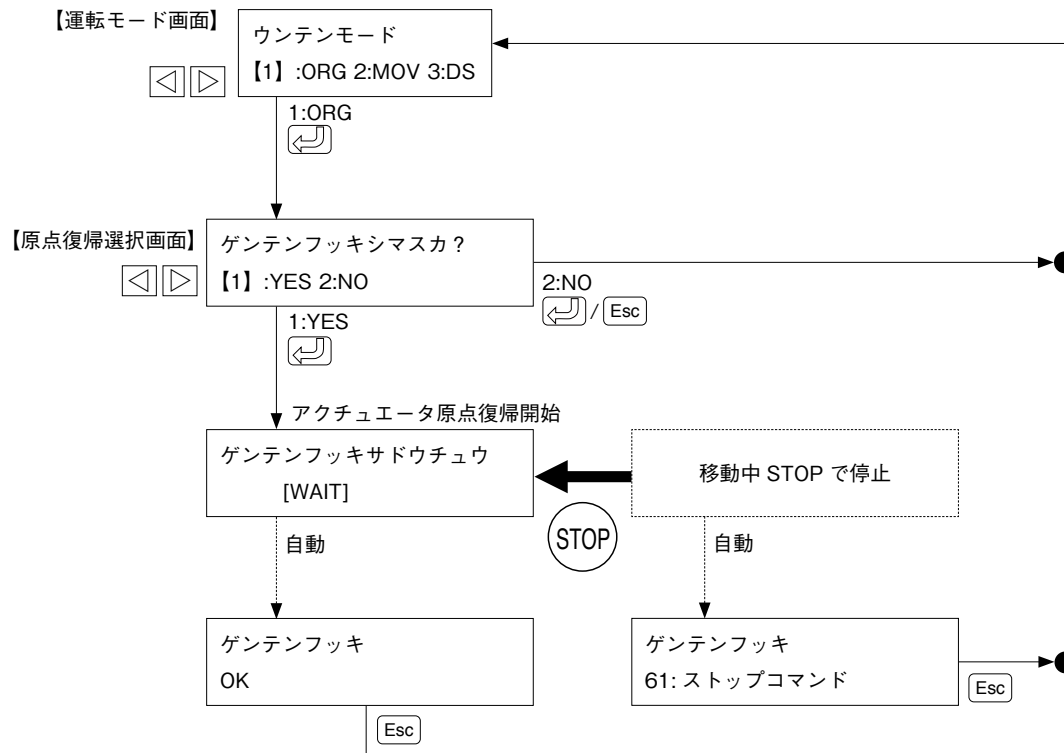 【運転モード画面】
ウンテンモード
【1】:ORG 2:MOV 3:DS
1:ORG
【原点復帰選択画面】
ゲンテンフッキシマスカ?
【1】:YES 2:NO
2:NO
/ Esc
1:YES
アクチュエータ原点復帰開始
ゲンテンフッキサドウチュウ
[WAIT]
移動中 STOP で停止
STOP
自動
自動
ゲンテンフッキ
OK
ゲンテンフッキ
61: ストップコマンド
Esc
Esc